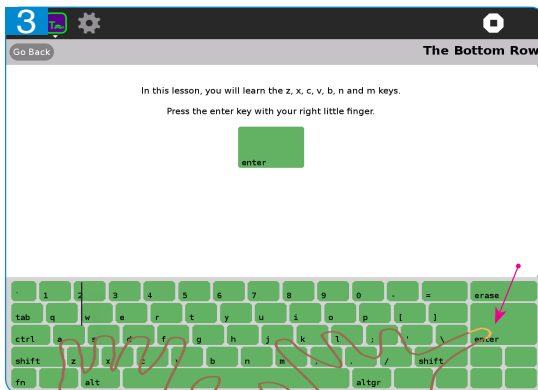 3
Go Back
The Bottom Row
In this lesson, you will learn the z, x, c, v, b, n and m keys.
Press the enter key with your right little finger.
enter
` 1 2 3 4 5 6 7 8 9 0 - = erase
tab q w e r t y u i o p [ ]
ctrl a s d f g h j k l ; ' \ enter
shift z x c v b n m , . / shift
fn alt altgr